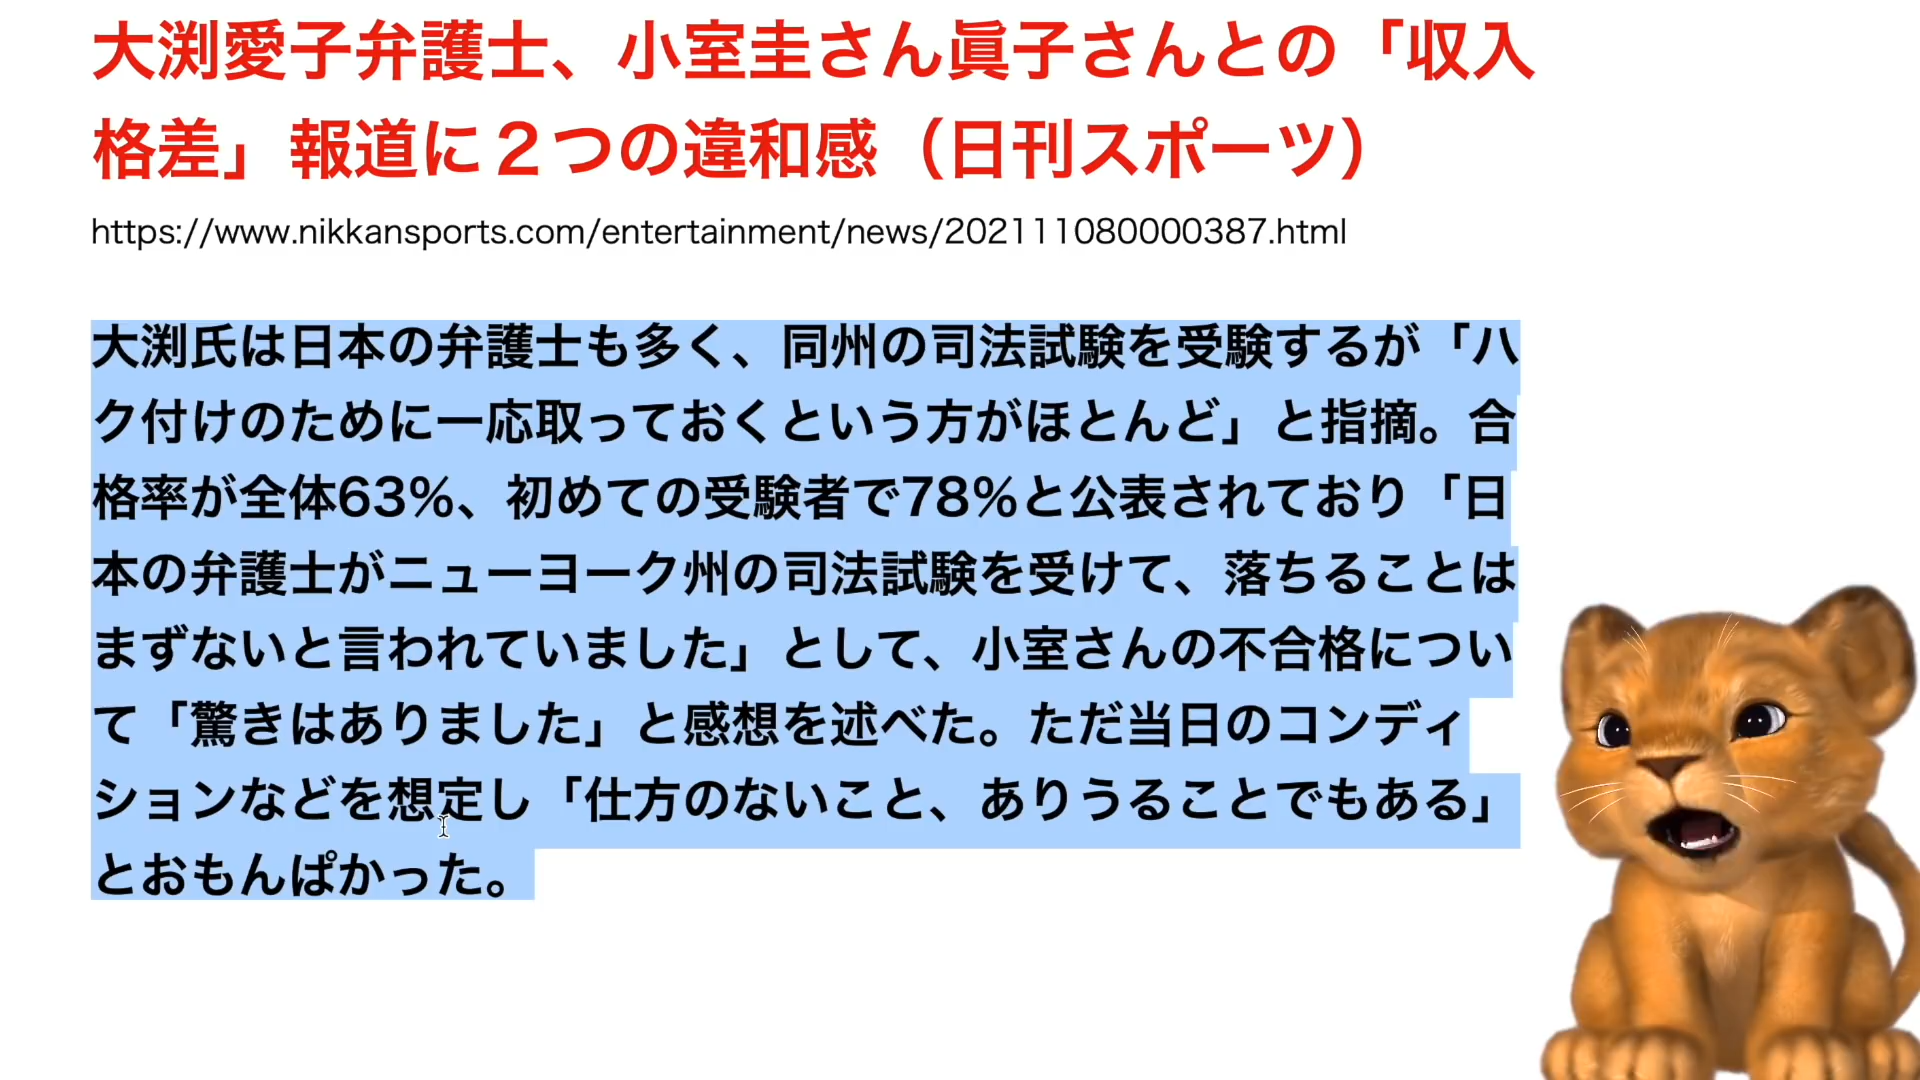 大渕愛子弁護士、小室圭さん眞子さんとの「収入
格差」報道に２つの違和感（日刊スポーツ）
https://www.nikkansports.com/entertainment/news/202111080000387.html
大渕氏は日本の弁護士も多く、同州の司法試験を受験するが「ハ
ク付けのために一応取っておくという方がほとんど」と指摘。合
格率が全体63%、初めての受験者で78%と公表されており「日
本の弁護士がニューヨーク州の司法試験を受けて、落ちることは
まずないと言われていました」として、小室さんの不合格につい
て「驚きはありました」と感想を述べた。ただ当日のコンディ
ションなどを想定し「仕方のないこと、ありうることでもある」
とおもんぱかった。